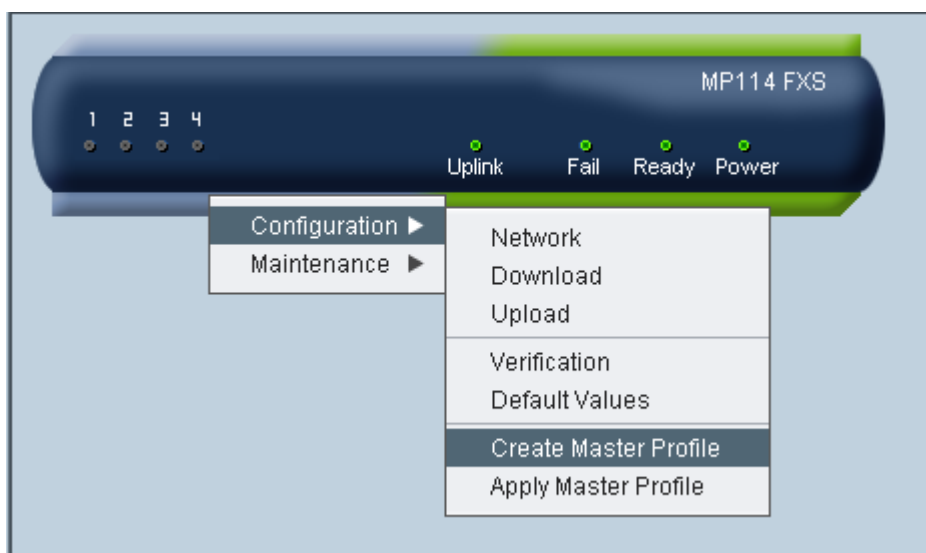 MP114 FXS
1 2 3 4
Uplink Fail Ready Power
Configuration
Maintenance
Network
Download
Upload
Verification
Default Values
Create Master Profile
Apply Master Profile